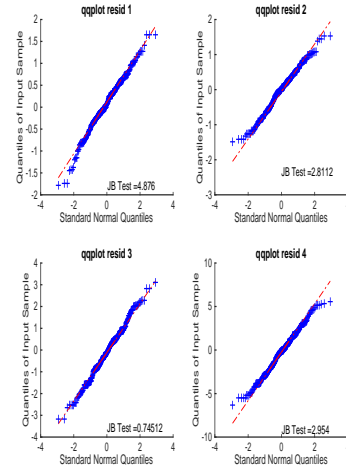 qqplot resid 1
Quantiles of Input Sample
2
1.5
1
0.5
0
-0.5
-1
-1.5
-2
JB Test =4.876
-4 -2 0 2 4
Standard Normal Quantiles
qqplot resid 2
Quantiles of Input Sample
2
1
0
-1
-2
-3
JB Test =2.8112
-4 -2 0 2
Standard Normal Quantiles
qqplot resid 3
Quantiles of Input Sample
4
3
2
1
0
-1
-2
-3
-4
JB Test =0.74512
-4 -2 0 2 4
Standard Normal Quantiles
qqplot resid 4
Quantiles of Input Sample
10
5
0
-5
-10
JB Test =2.954
-4 -2 0 2
Standard Normal Quantiles